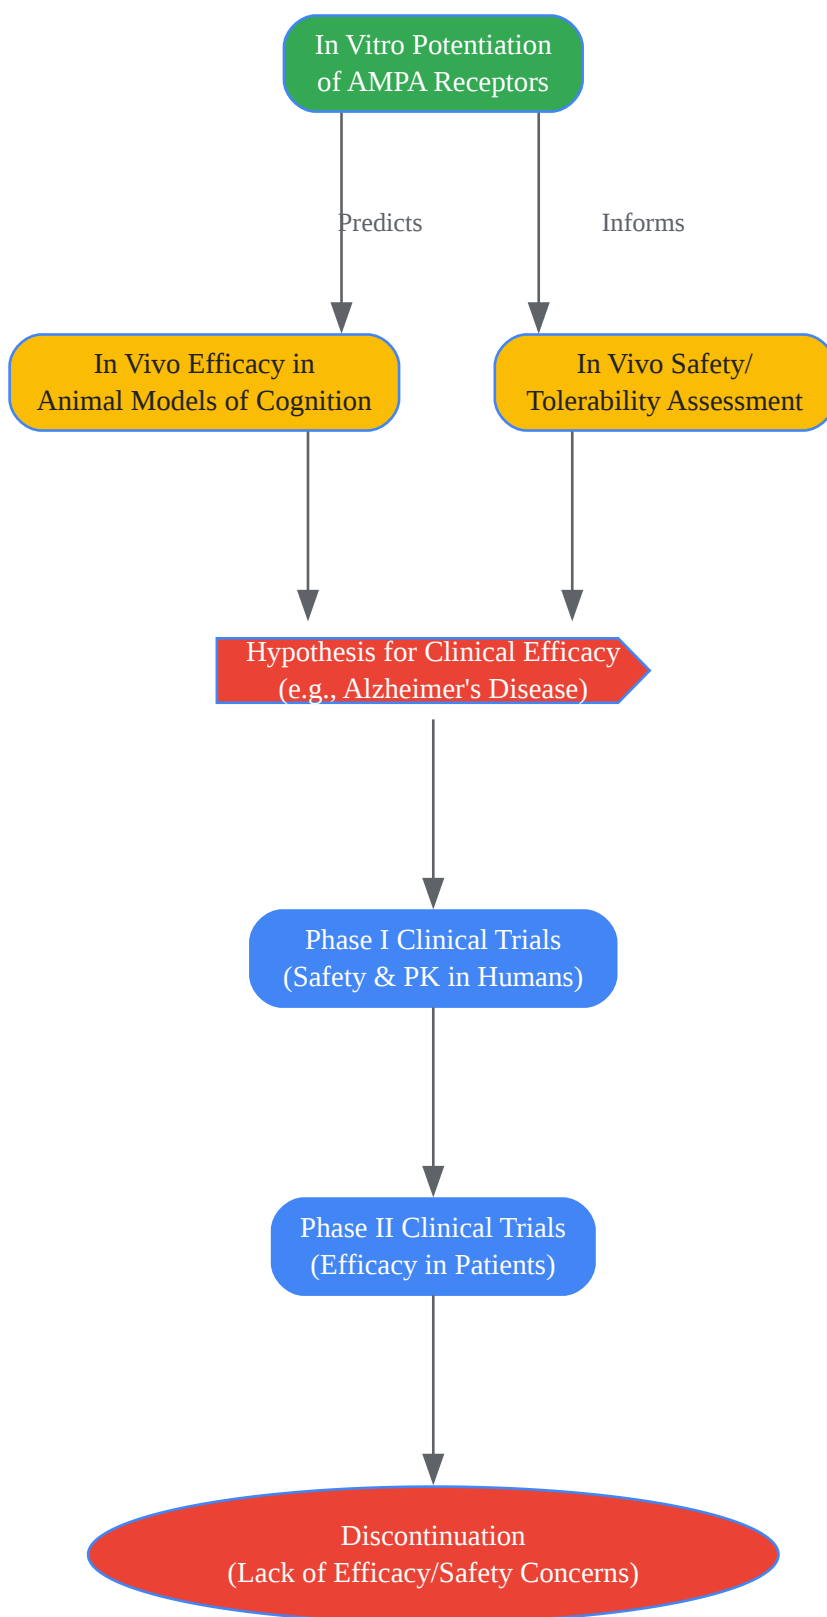 In Vitro Potentiation
of AMPA Receptors
Predicts
Informs
In Vivo Efficacy in
Animal Models of Cognition
In Vivo Safety/
Tolerability Assessment
Hypothesis for Clinical Efficacy
(e.g., Alzheimer's Disease)
Phase I Clinical Trials
(Safety & PK in Humans)
Phase II Clinical Trials
(Efficacy in Patients)
Discontinuation
(Lack of Efficacy/Safety Concerns)